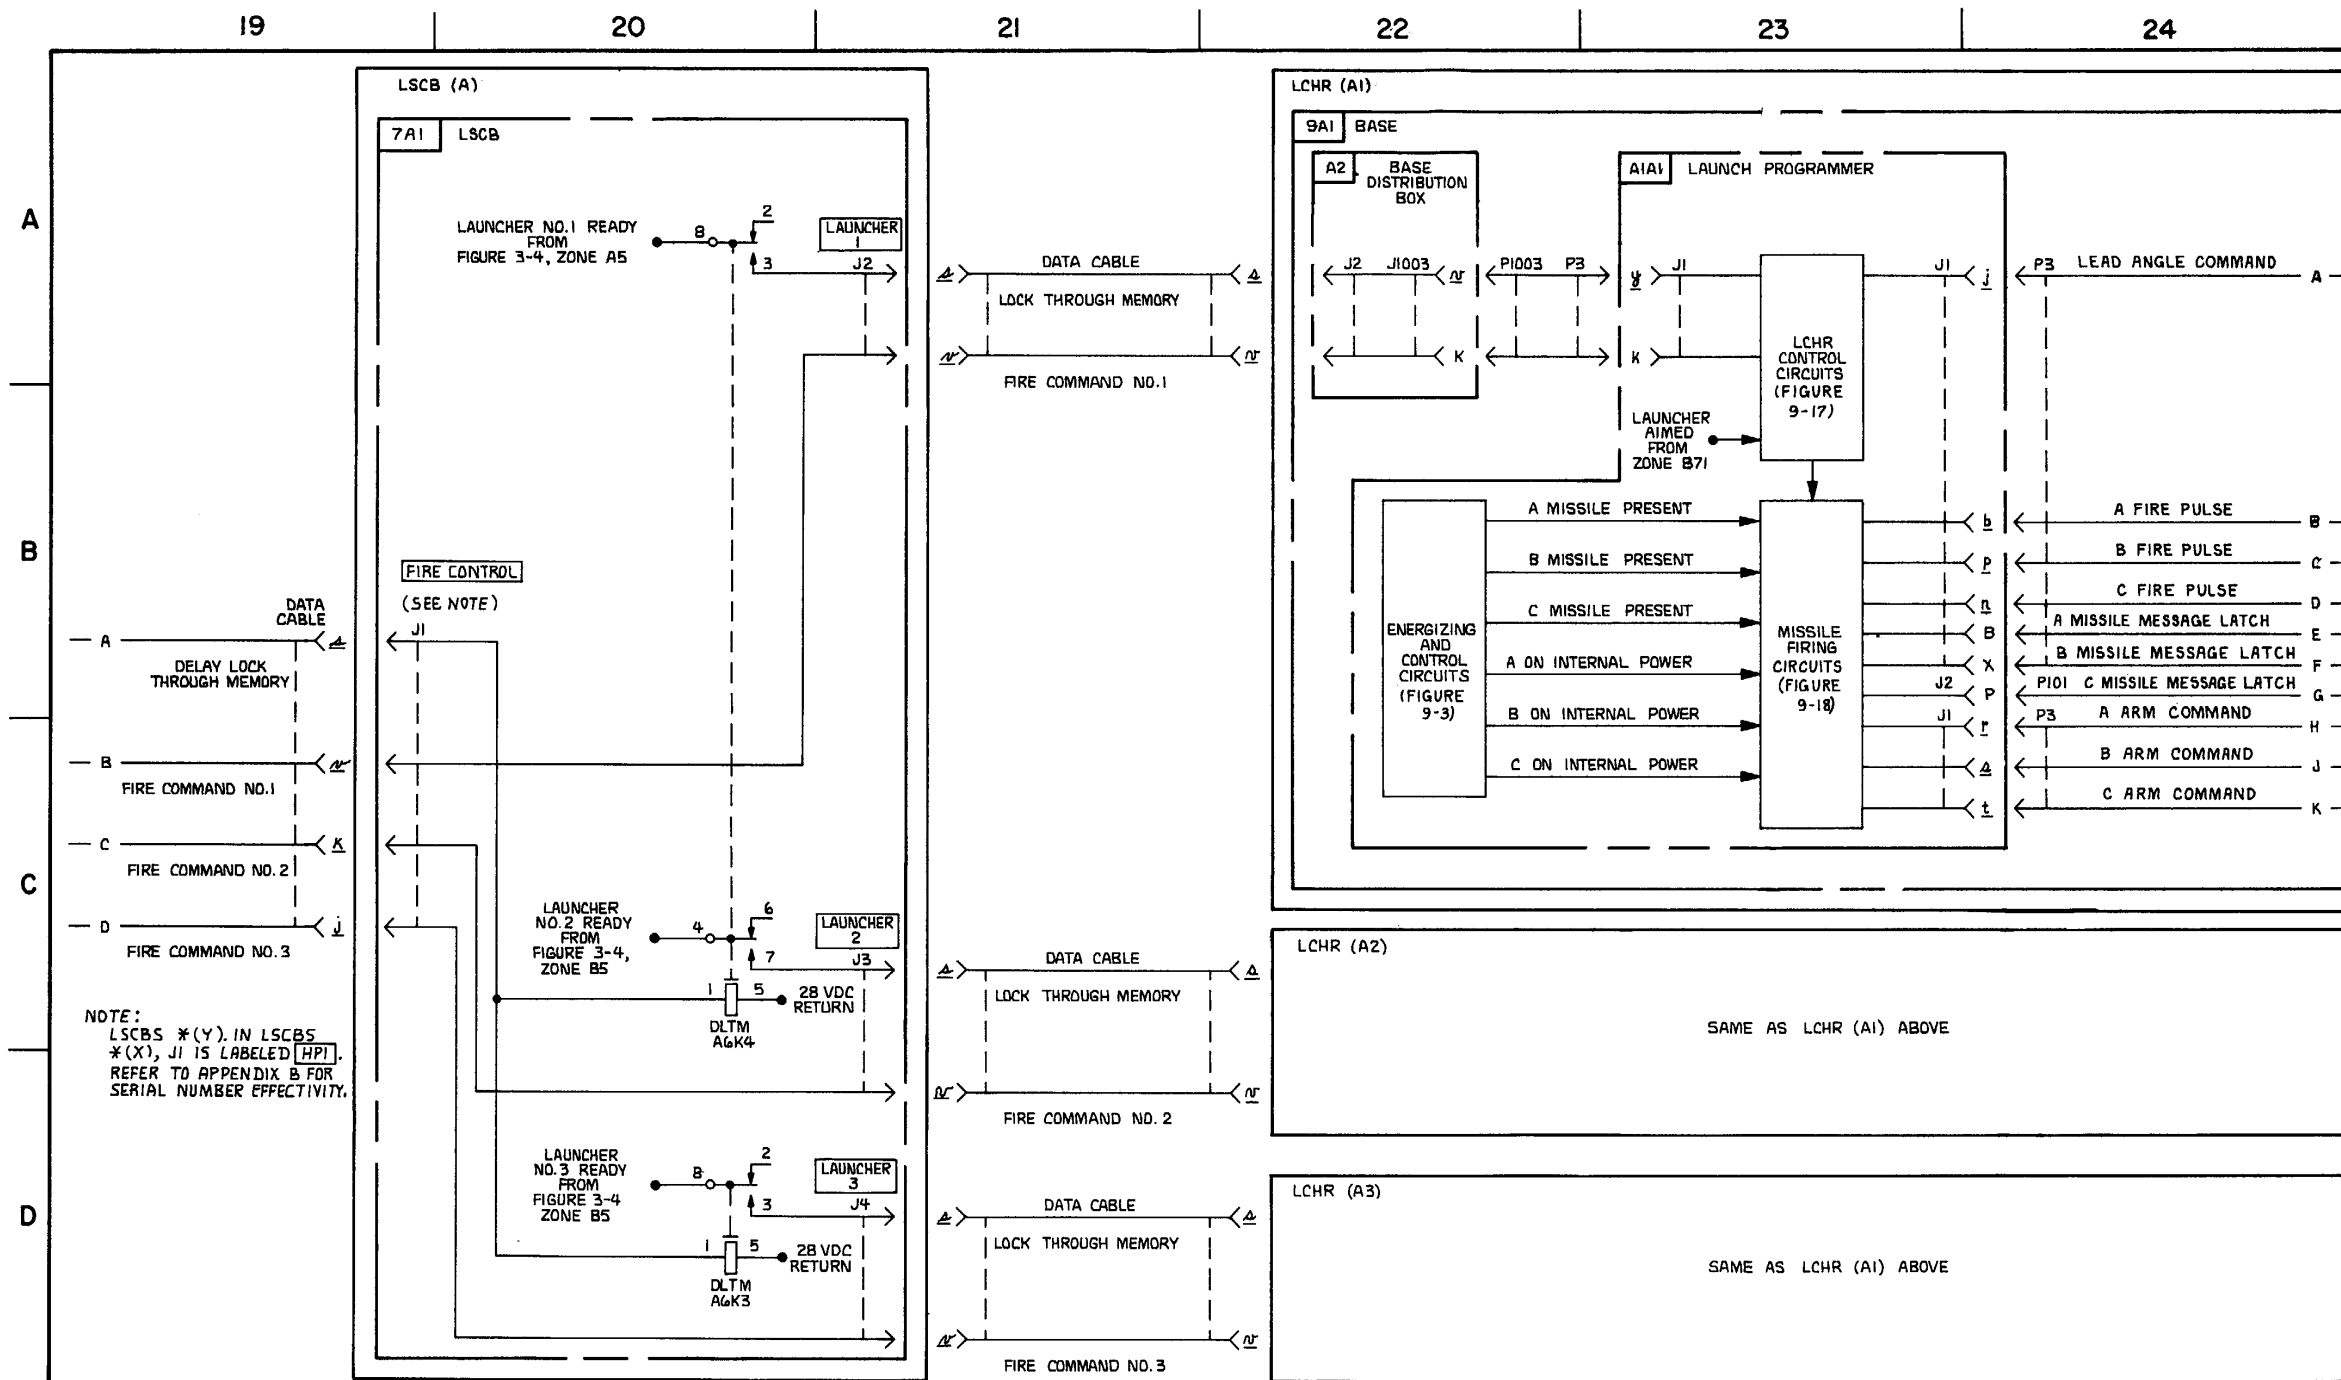 19 20 21 22 23 24
A
B
C
D
LSCB (A)
7A1 LSCB
LAUNCHER NO.1 READY
FROM
FIGURE 3-4, ZONE A5
8
2
3
LAUNCHER
1
J2
FIRE CONTROL
(SEE NOTE)
J1
DATA
CABLE
A
s
DELAY LOCK
THROUGH MEMORY
B
v
FIRE COMMAND NO.1
C
k
FIRE COMMAND NO.2
D
j
FIRE COMMAND NO.3
NOTE:
LSCBS *(Y). IN LSCBS
*(X), J1 IS LABELED HP1.
REFER TO APPENDIX B FOR
SERIAL NUMBER EFFECTIVITY.
LAUNCHER
NO.2 READY
FROM
FIGURE 3-4,
ZONE B5
4
6
7
LAUNCHER
2
J3
1 5 28 VDC
RETURN
DLTM
A6K4
LAUNCHER
NO.3 READY
FROM
FIGURE 3-4
ZONE B5
8
2
3
LAUNCHER
3
J4
1 5 28 VDC
RETURN
DLTM
A6K3
s DATA CABLE s
LOCK THROUGH MEMORY
v v
FIRE COMMAND NO.1
s DATA CABLE s
LOCK THROUGH MEMORY
v v
FIRE COMMAND NO. 2
s DATA CABLE s
LOCK THROUGH MEMORY
v v
FIRE COMMAND NO.3
LCHR (A1)
9A1 BASE
A2 BASE
DISTRIBUTION
BOX
J2 J1003 v P1003 P3 y J1
K k
A1A1 LAUNCH PROGRAMMER
LCHR
CONTROL
CIRCUITS
(FIGURE
9-17)
LAUNCHER
AIMED
FROM
ZONE B71
J1 j P3 LEAD ANGLE COMMAND A
ENERGIZING
AND
CONTROL
CIRCUITS
(FIGURE
9-3)
A MISSILE PRESENT
B MISSILE PRESENT
C MISSILE PRESENT
A ON INTERNAL POWER
B ON INTERNAL POWER
C ON INTERNAL POWER
MISSILE
FIRING
CIRCUITS
(FIGURE
9-18)
b A FIRE PULSE B
p B FIRE PULSE C
n C FIRE PULSE D
B A MISSILE MESSAGE LATCH E
X B MISSILE MESSAGE LATCH F
J2 P P101 C MISSILE MESSAGE LATCH G
J1 r P3 A ARM COMMAND H
s B ARM COMMAND J
t C ARM COMMAND K
LCHR (A2)
SAME AS LCHR (A1) ABOVE
LCHR (A3)
SAME AS LCHR (A1) ABOVE